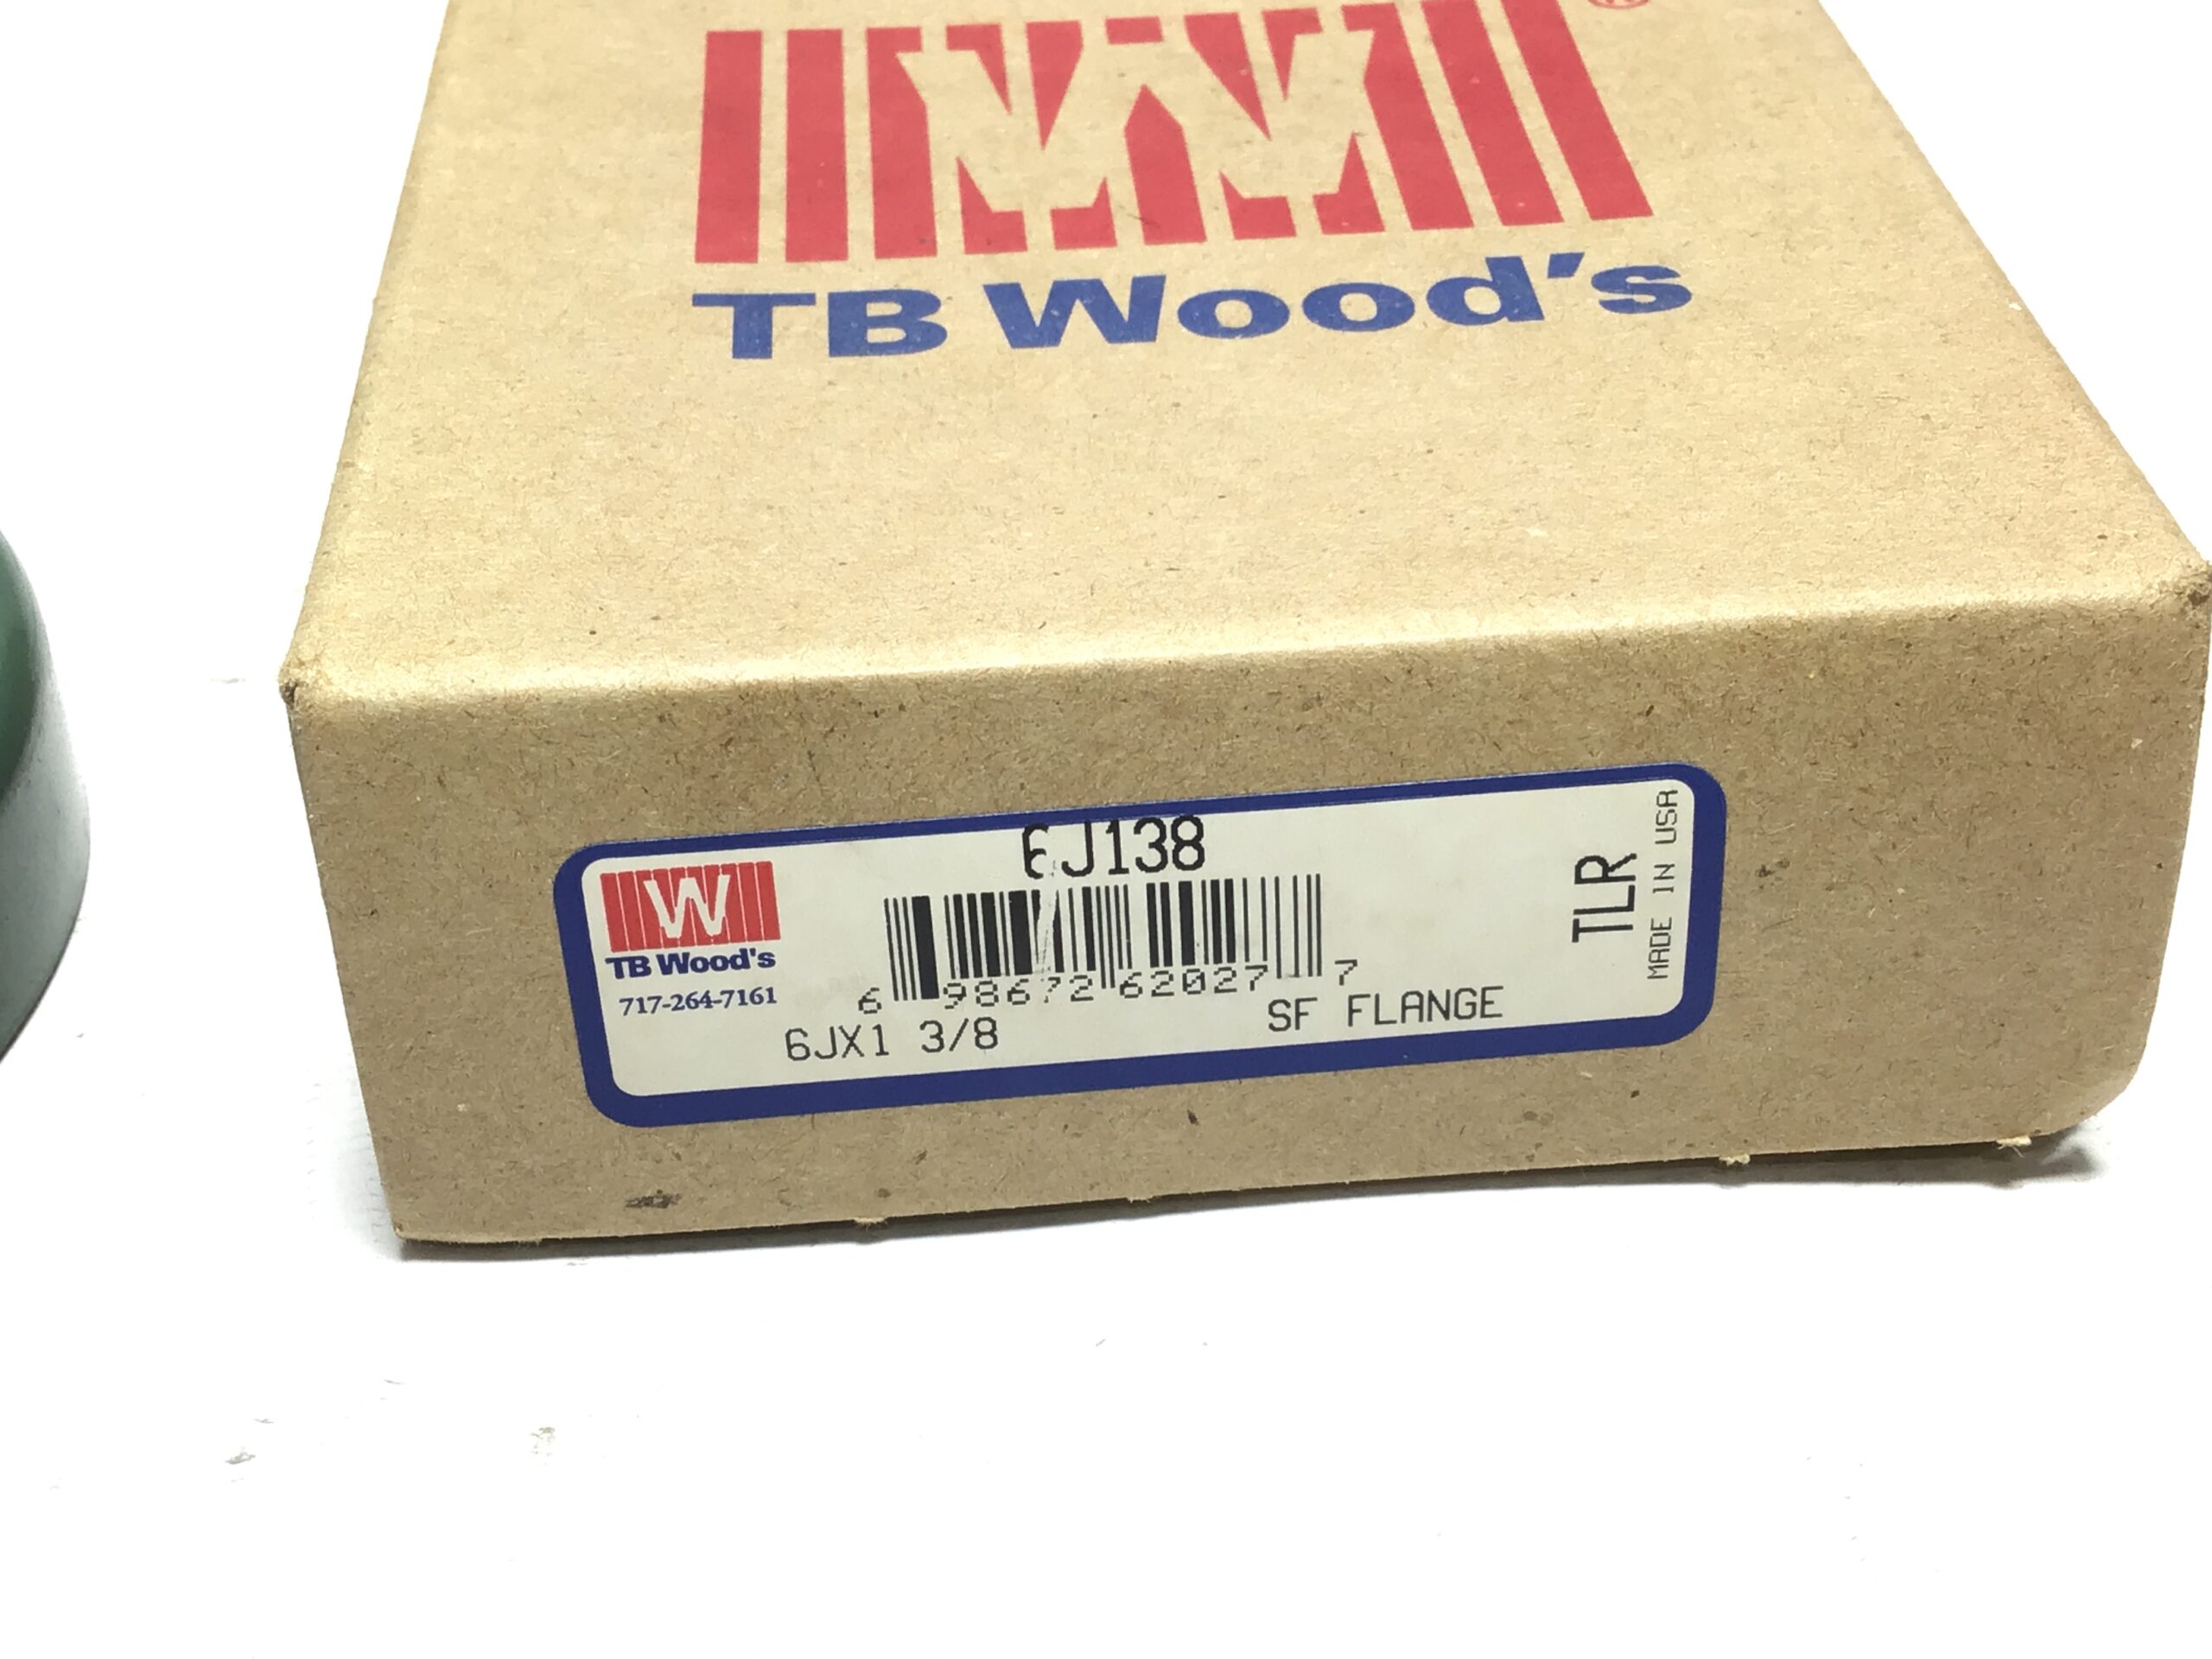 ®
TB Wood's
6J138
W
TB Wood's
717-264-7161
6 98672 62027 7
6JX1 3/8
SF FLANGE
TLR
MADE IN USA